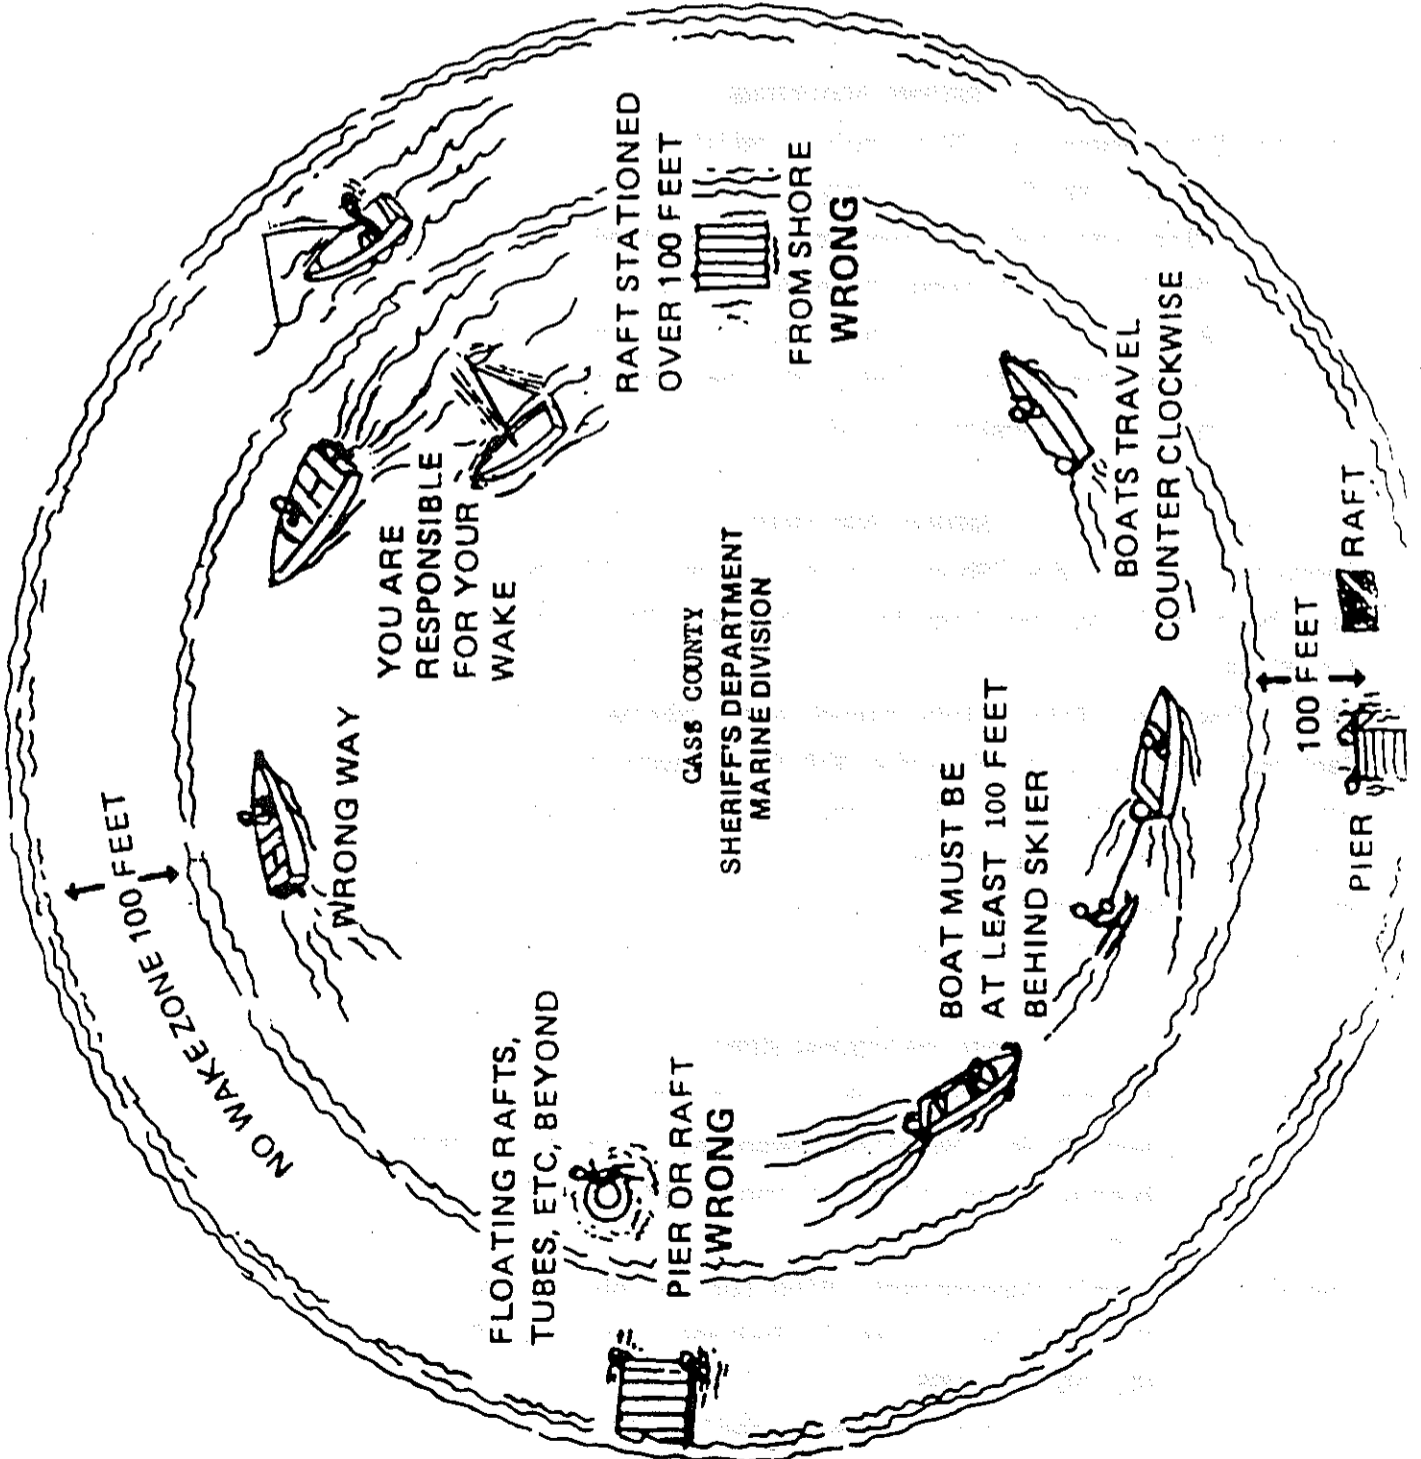 NO WAKE ZONE 100 FEET
WRONG WAY
YOU ARE
RESPONSIBLE
FOR YOUR
WAKE
FLOATING RAFTS,
TUBES, ETC, BEYOND
PIER OR RAFT
WRONG
CASS COUNTY
SHERIFF'S DEPARTMENT
MARINE DIVISION
RAFT STATIONED
OVER 100 FEET
FROM SHORE
WRONG
BOAT MUST BE
AT LEAST 100 FEET
BEHIND SKIER
BOATS TRAVEL
COUNTER CLOCKWISE
100 FEET
PIER
RAFT